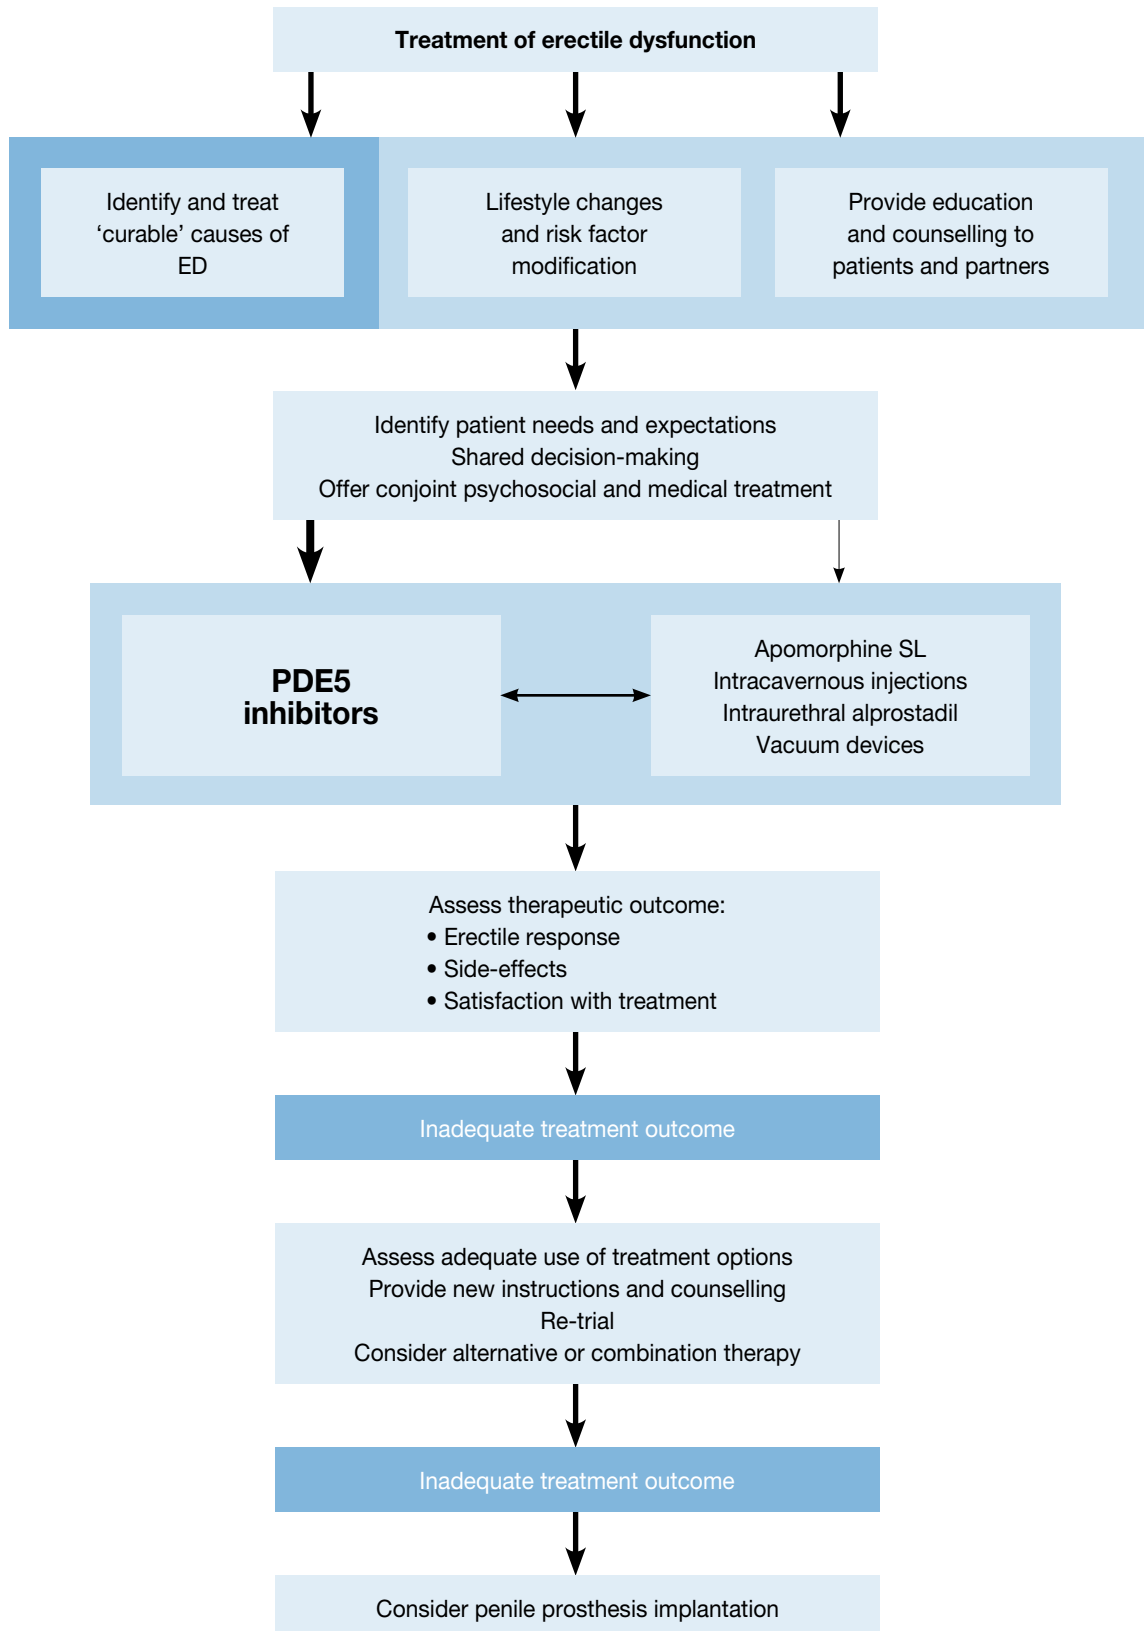 Treatment of erectile dysfunction
Identify and treat
‘curable’ causes of
ED
Lifestyle changes
and risk factor
modification
Provide education
and counselling to
patients and partners
Identify patient needs and expectations
Shared decision-making
Offer conjoint psychosocial and medical treatment
PDE5
inhibitors
Apomorphine SL
Intracavernous injections
Intraurethral alprostadil
Vacuum devices
Assess therapeutic outcome:
• Erectile response
• Side-effects
• Satisfaction with treatment
Inadequate treatment outcome
Assess adequate use of treatment options
Provide new instructions and counselling
Re-trial
Consider alternative or combination therapy
Inadequate treatment outcome
Consider penile prosthesis implantation